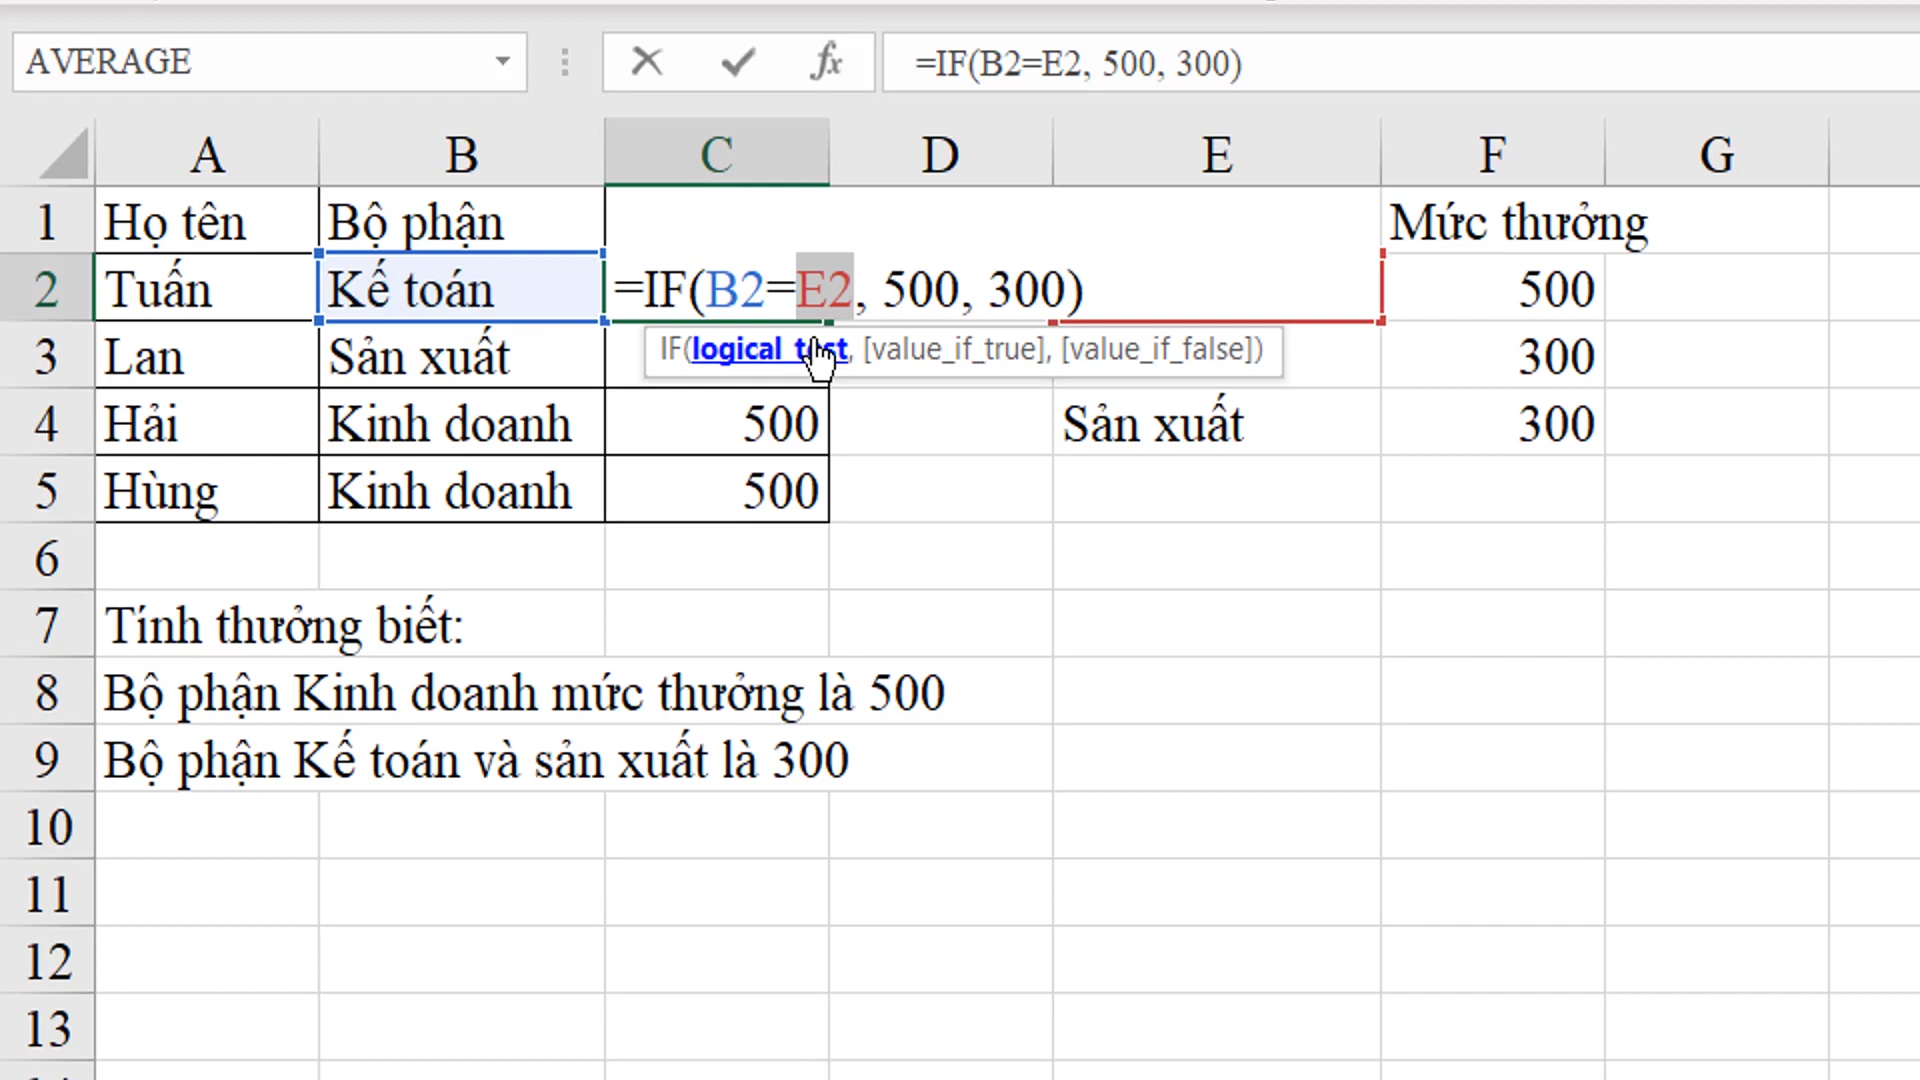 AVERAGE fx =IF(B2=E2, 500, 300)
A B C D E F G
1 Họ tên Bộ phận Mức thưởng
2 Tuấn Kế toán =IF(B2=E2, 500, 300) 500
IF(logical_test, [value_if_true], [value_if_false])
3 Lan Sản xuất 300
4 Hải Kinh doanh 500 Sản xuất 300
5 Hùng Kinh doanh 500
6
7 Tính thưởng biết:
8 Bộ phận Kinh doanh mức thưởng là 500
9 Bộ phận Kế toán và sản xuất là 300
10
11
12
13